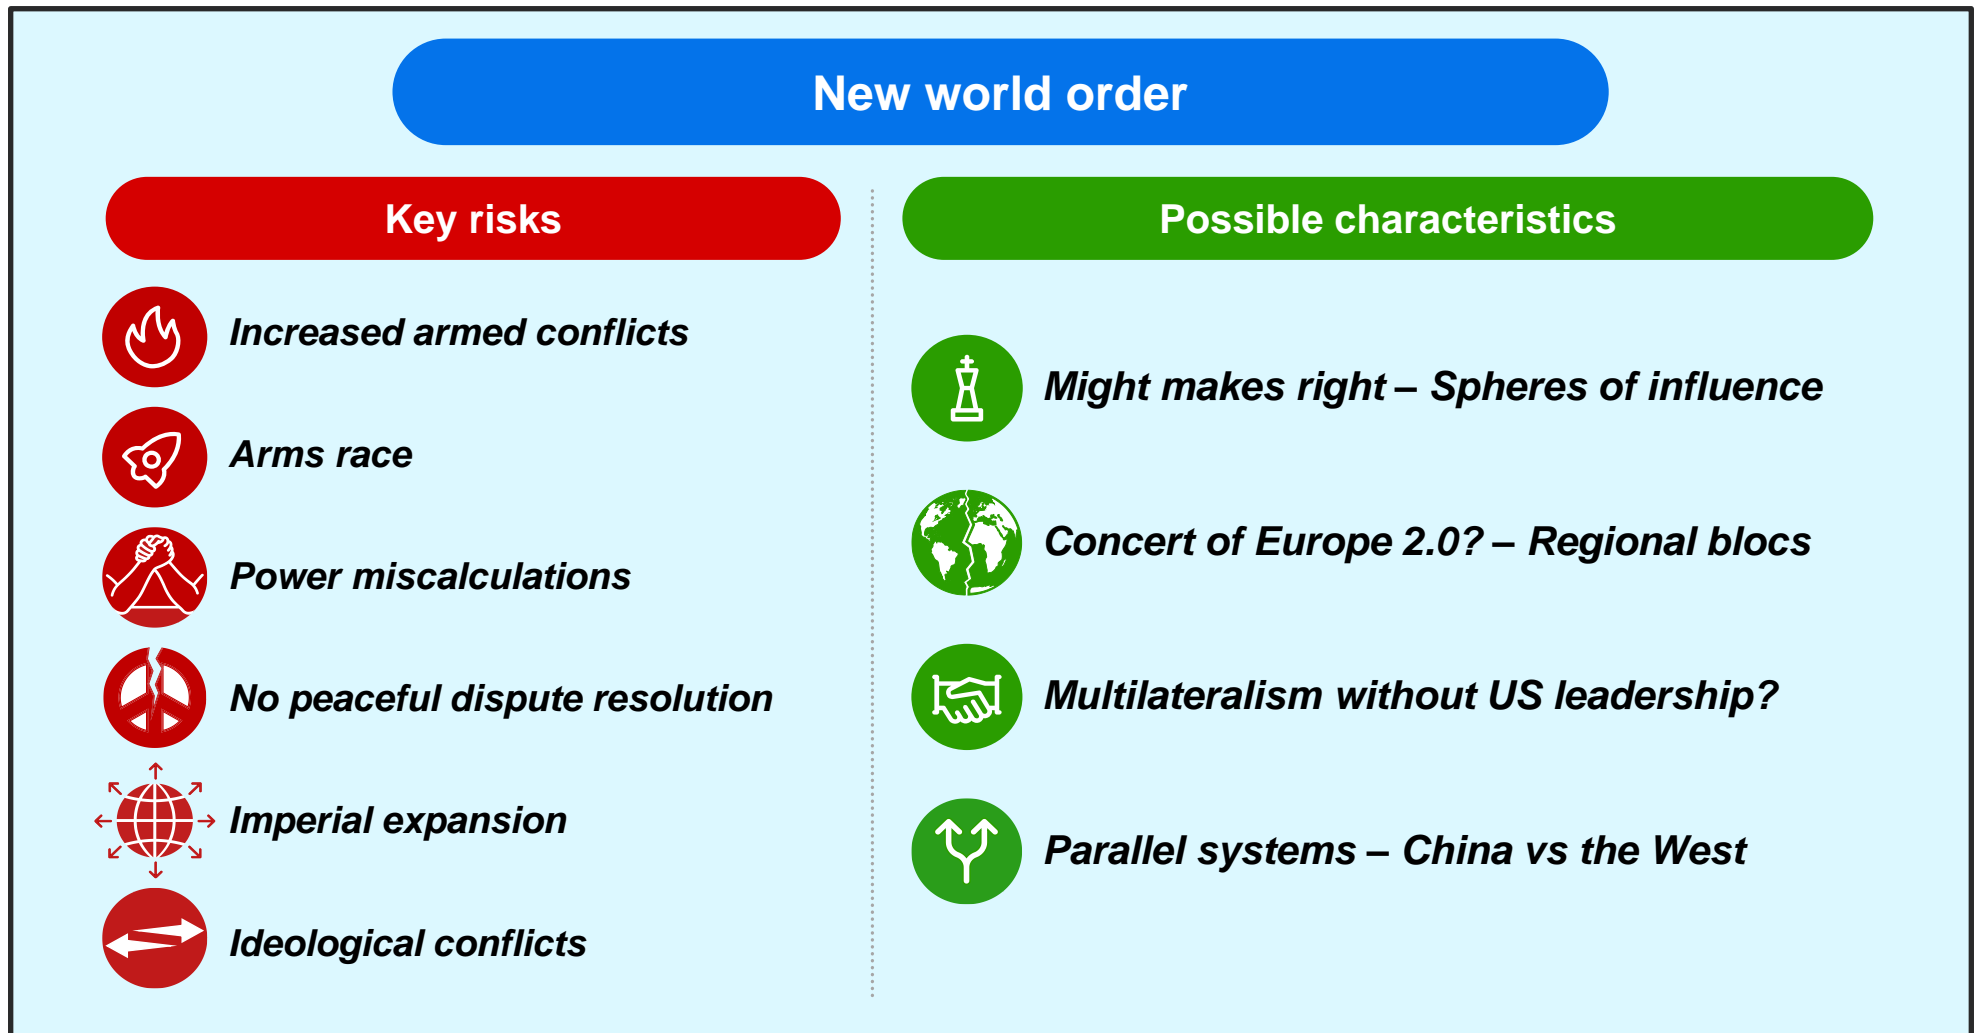 New world order
Key risks
Increased armed conflicts
Arms race
Power miscalculations
No peaceful dispute resolution
Imperial expansion
Ideological conflicts
Possible characteristics
Might makes right – Spheres of influence
Concert of Europe 2.0? – Regional blocs
Multilateralism without US leadership?
Parallel systems – China vs the West